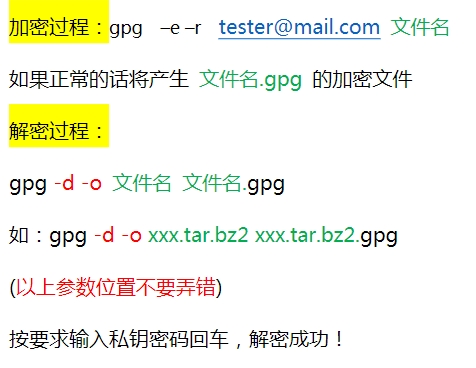 加密过程：gpg –e –r tester@mail.com 文件名
如果正常的话将产生 文件名.gpg 的加密文件
解密过程：
gpg -d -o 文件名 文件名.gpg
如：gpg -d -o xxx.tar.bz2 xxx.tar.bz2.gpg
(以上参数位置不要弄错)
按要求输入私钥密码回车，解密成功！